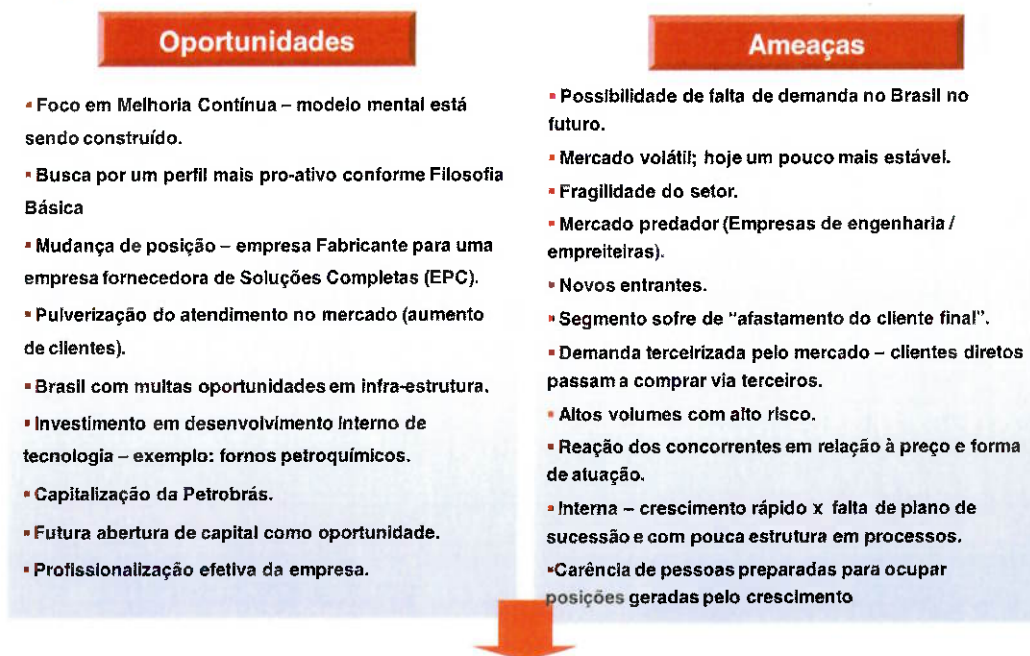 Oportunidades
▪ Foco em Melhoria Contínua – modelo mental está
sendo construído.
▪ Busca por um perfil mais pro-ativo conforme Filosofia
Básica
▪ Mudança de posição – empresa Fabricante para uma
empresa fornecedora de Soluções Completas (EPC).
▪ Pulverização do atendimento no mercado (aumento
de clientes).
▪ Brasil com muitas oportunidades em infra-estrutura.
▪ Investimento em desenvolvimento interno de
tecnologia – exemplo: fornos petroquímicos.
▪ Capitalização da Petrobrás.
▪ Futura abertura de capital como oportunidade.
▪ Profissionalização efetiva da empresa.
Ameaças
▪ Possibilidade de falta de demanda no Brasil no
futuro.
▪ Mercado volátil; hoje um pouco mais estável.
▪ Fragilidade do setor.
▪ Mercado predador (Empresas de engenharia /
empreiteiras).
▪ Novos entrantes.
▪ Segmento sofre de “afastamento do cliente final”.
▪ Demanda terceirizada pelo mercado – clientes diretos
passam a comprar via terceiros.
▪ Altos volumes com alto risco.
▪ Reação dos concorrentes em relação à preço e forma
de atuação.
▪ Interna – crescimento rápido x falta de plano de
sucessão e com pouca estrutura em processos.
▪Carência de pessoas preparadas para ocupar
posições geradas pelo crescimento